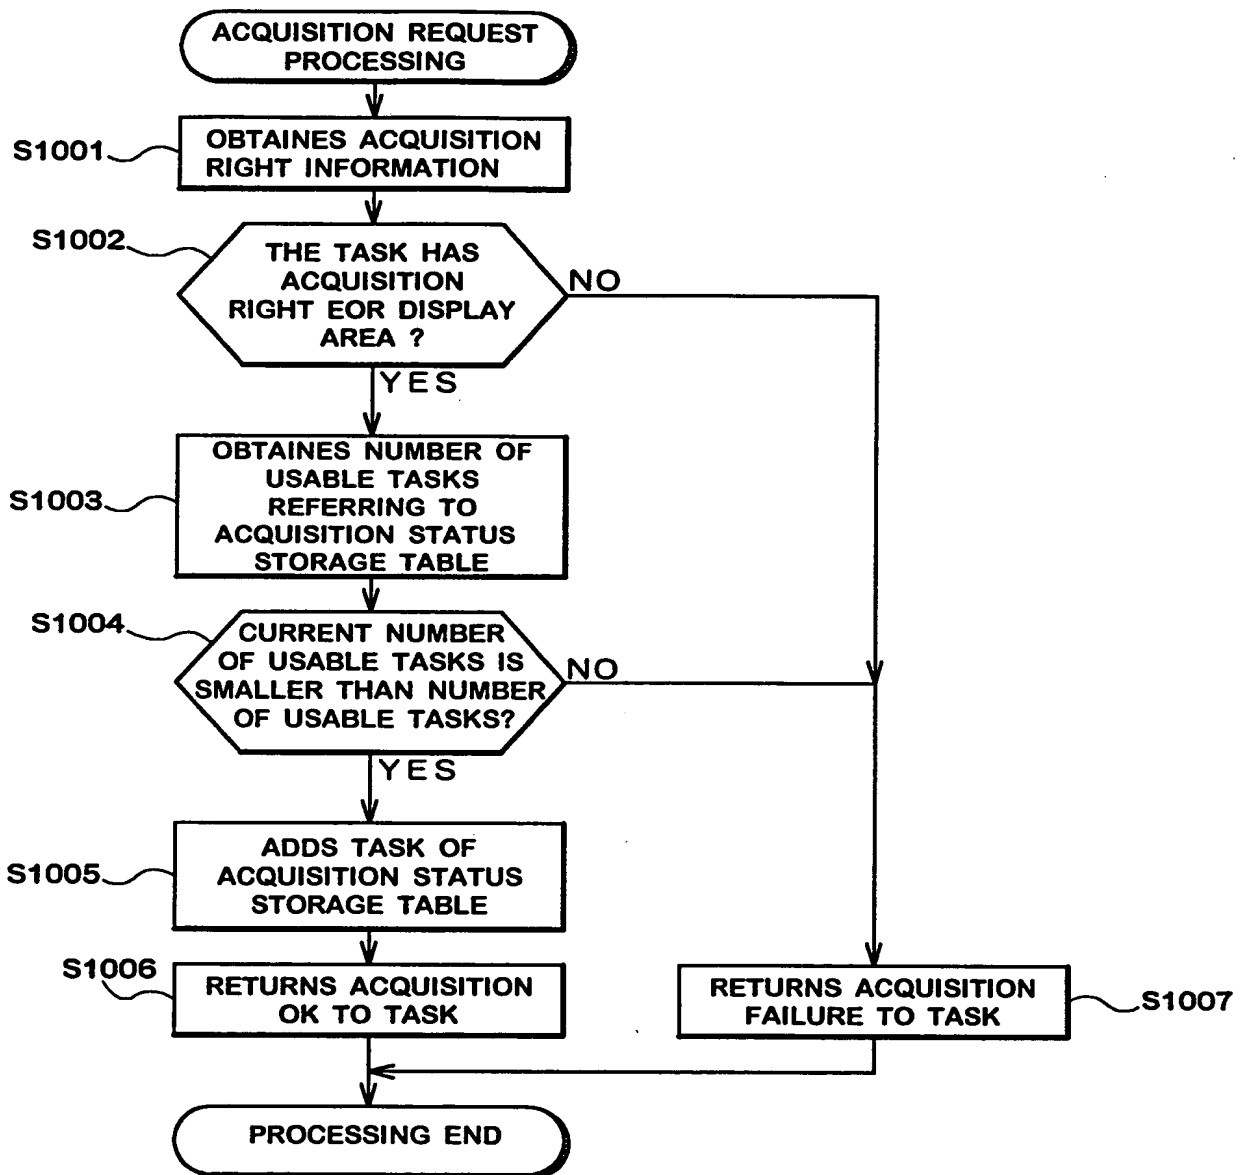 ACQUISITION REQUEST
PROCESSING
S1001
OBTAINES ACQUISITION
RIGHT INFORMATION
S1002
THE TASK HAS
ACQUISITION
RIGHT EOR DISPLAY
AREA ?
NO
YES
S1003
OBTAINES NUMBER OF
USABLE TASKS
REFERRING TO
ACQUISITION STATUS
STORAGE TABLE
S1004
CURRENT NUMBER
OF USABLE TASKS IS
SMALLER THAN NUMBER
OF USABLE TASKS?
NO
YES
S1005
ADDS TASK OF
ACQUISITION STATUS
STORAGE TABLE
S1006
RETURNS ACQUISITION
OK TO TASK
RETURNS ACQUISITION
FAILURE TO TASK
S1007
PROCESSING END